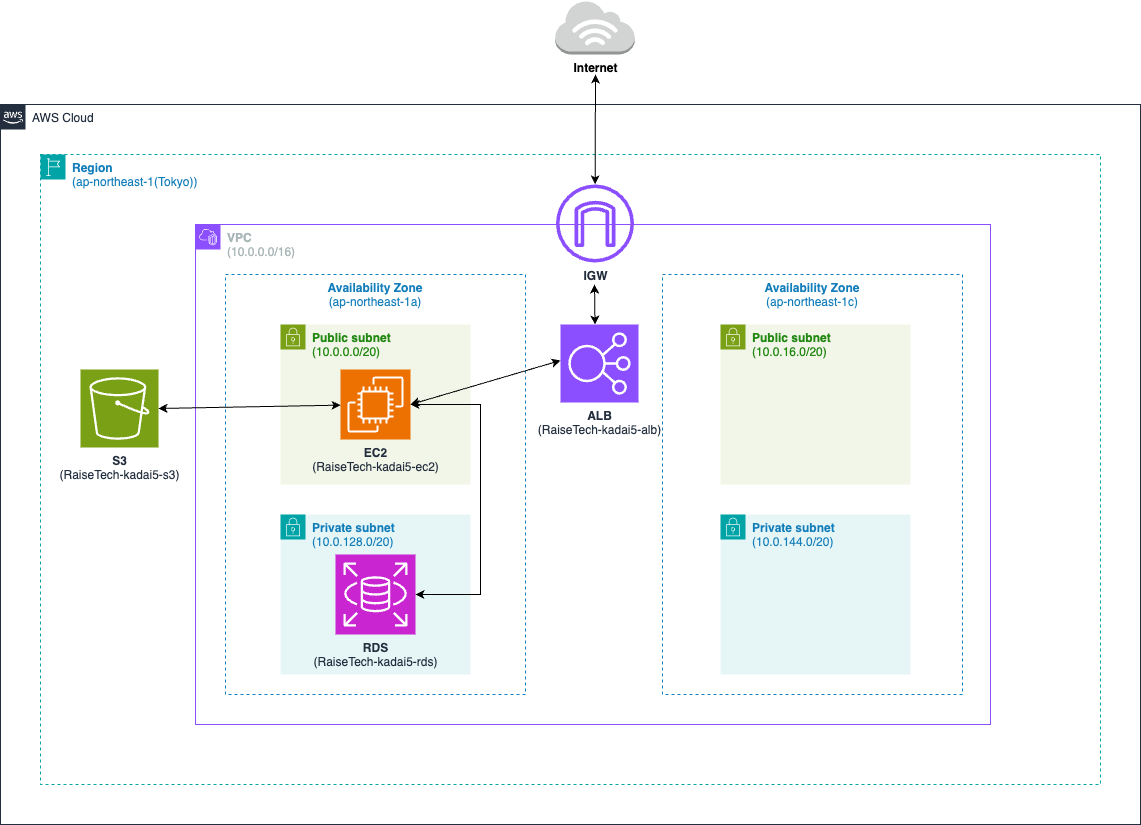 Internet
aws
AWS Cloud
Region
(ap-northeast-1(Tokyo))
VPC
(10.0.0.0/16)
IGW
Availability Zone
(ap-northeast-1a)
Availability Zone
(ap-northeast-1c)
Public subnet
(10.0.0.0/20)
Public subnet
(10.0.16.0/20)
ALB
(RaiseTech-kadai5-alb)
EC2
(RaiseTech-kadai5-ec2)
S3
(RaiseTech-kadai5-s3)
Private subnet
(10.0.128.0/20)
Private subnet
(10.0.144.0/20)
RDS
(RaiseTech-kadai5-rds)